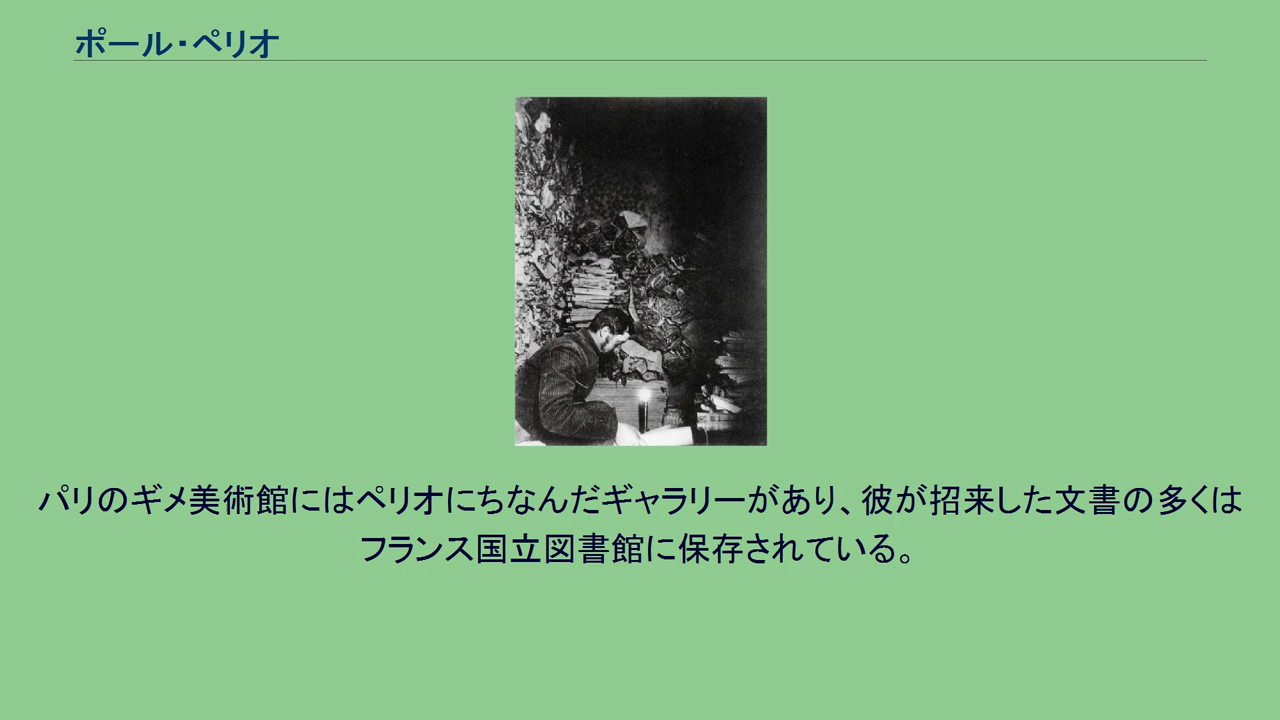 ポール・ペリオ
パリのギメ美術館にはペリオにちなんだギャラリーがあり、彼が招来した文書の多くは
フランス国立図書館に保存されている。